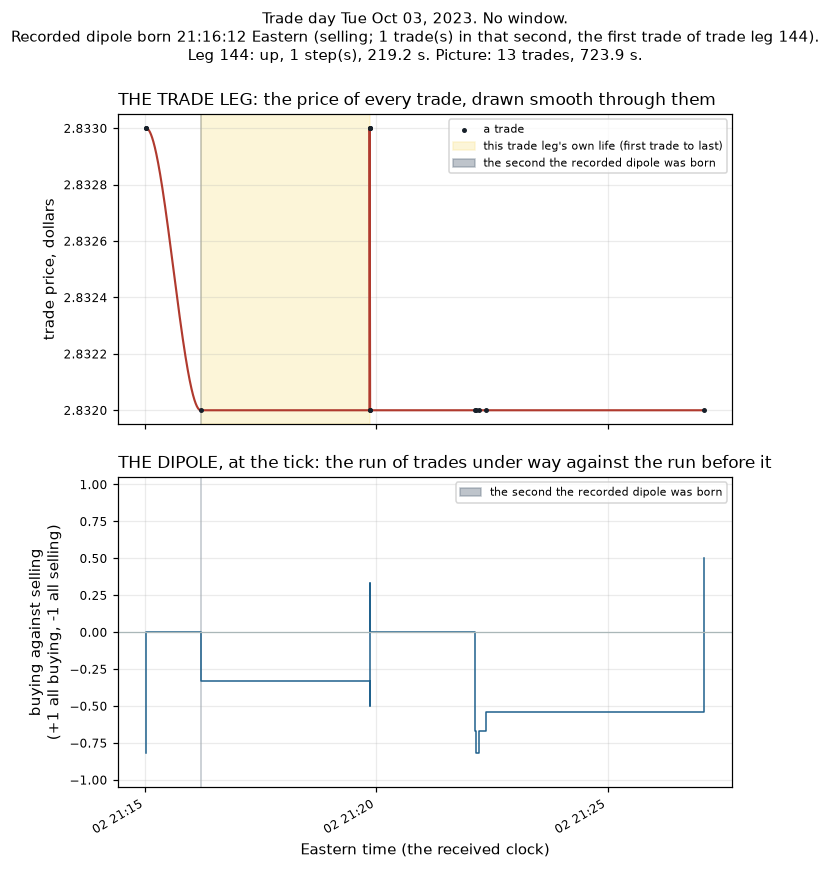 Trade day Tue Oct 03, 2023. No window.
Recorded dipole born 21:16:12 Eastern (selling; 1 trade(s) in that second, the first trade of trade leg 144).
Leg 144: up, 1 step(s), 219.2 s. Picture: 13 trades, 723.9 s.
THE TRADE LEG: the price of every trade, drawn smooth through them
a trade
this trade leg's own life (first trade to last)
the second the recorded dipole was born
trade price, dollars
2.8330
2.8328
2.8326
2.8324
2.8322
2.8320
THE DIPOLE, at the tick: the run of trades under way against the run before it
the second the recorded dipole was born
buying against selling
(+1 all buying, -1 all selling)
1.00
0.75
0.50
0.25
0.00
−0.25
−0.50
−0.75
−1.00
02 21:15
02 21:20
02 21:25
Eastern time (the received clock)